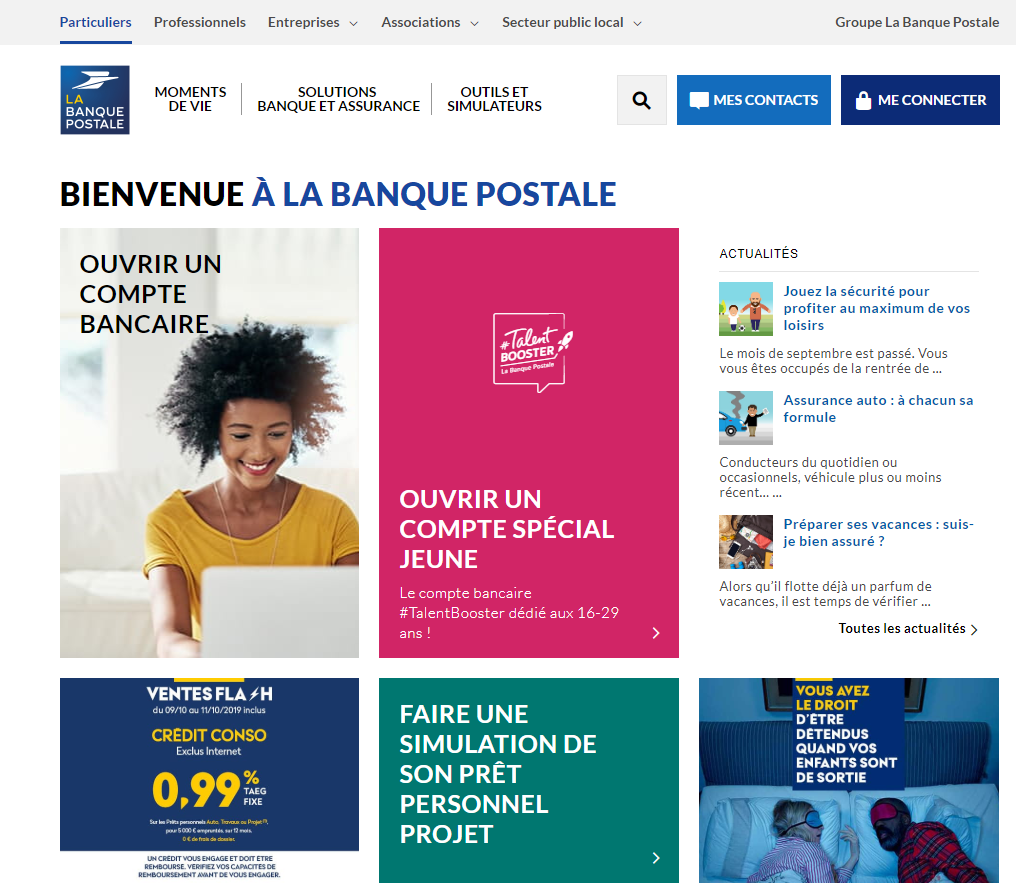 Particuliers
Professionnels
Entreprises
Associations
Secteur public local
Groupe La Banque Postale
LA
BANQUE
POSTALE
MOMENTS
DE VIE
SOLUTIONS
BANQUE ET ASSURANCE
OUTILS ET
SIMULATEURS
MES CONTACTS
ME CONNECTER
BIENVENUE À LA BANQUE POSTALE
OUVRIR UN
COMPTE
BANCAIRE
#Talent
BOOSTER
La Banque Postale
OUVRIR UN
COMPTE SPÉCIAL
JEUNE
Le compte bancaire
#TalentBooster dédié aux 16-29
ans !
ACTUALITÉS
Jouez la sécurité pour
profiter au maximum de vos
loisirs
Le mois de septembre est passé. Vous
vous êtes occupés de la rentrée de ...
Assurance auto : à chacun sa
formule
Conducteurs du quotidien ou
occasionnels, véhicule plus ou moins
récent... ...
Préparer ses vacances : suis-
je bien assuré ?
Alors qu'il flotte déjà un parfum de
vacances, il est temps de vérifier ...
Toutes les actualités
VENTES FLASH
du 09/10 au 11/10/2019 inclus
CRÉDIT CONSO
Exclus Internet
0,99%
TAEG
FIXE
Sur les Prêts personnels Auto, Travaux ou Projet
pour 5 000 € empruntés, sur 12 mois.
0 € de frais de dossier.
UN CRÉDIT VOUS ENGAGE ET DOIT ÊTRE
REMBOURSÉ. VÉRIFIEZ VOS CAPACITÉS DE
REMBOURSEMENT AVANT DE VOUS ENGAGER.
FAIRE UNE
SIMULATION DE
SON PRÊT
PERSONNEL
PROJET
VOUS AVEZ
LE DROIT
D'ÊTRE
DÉTENDUS
QUAND VOS
ENFANTS SONT
DE SORTIE